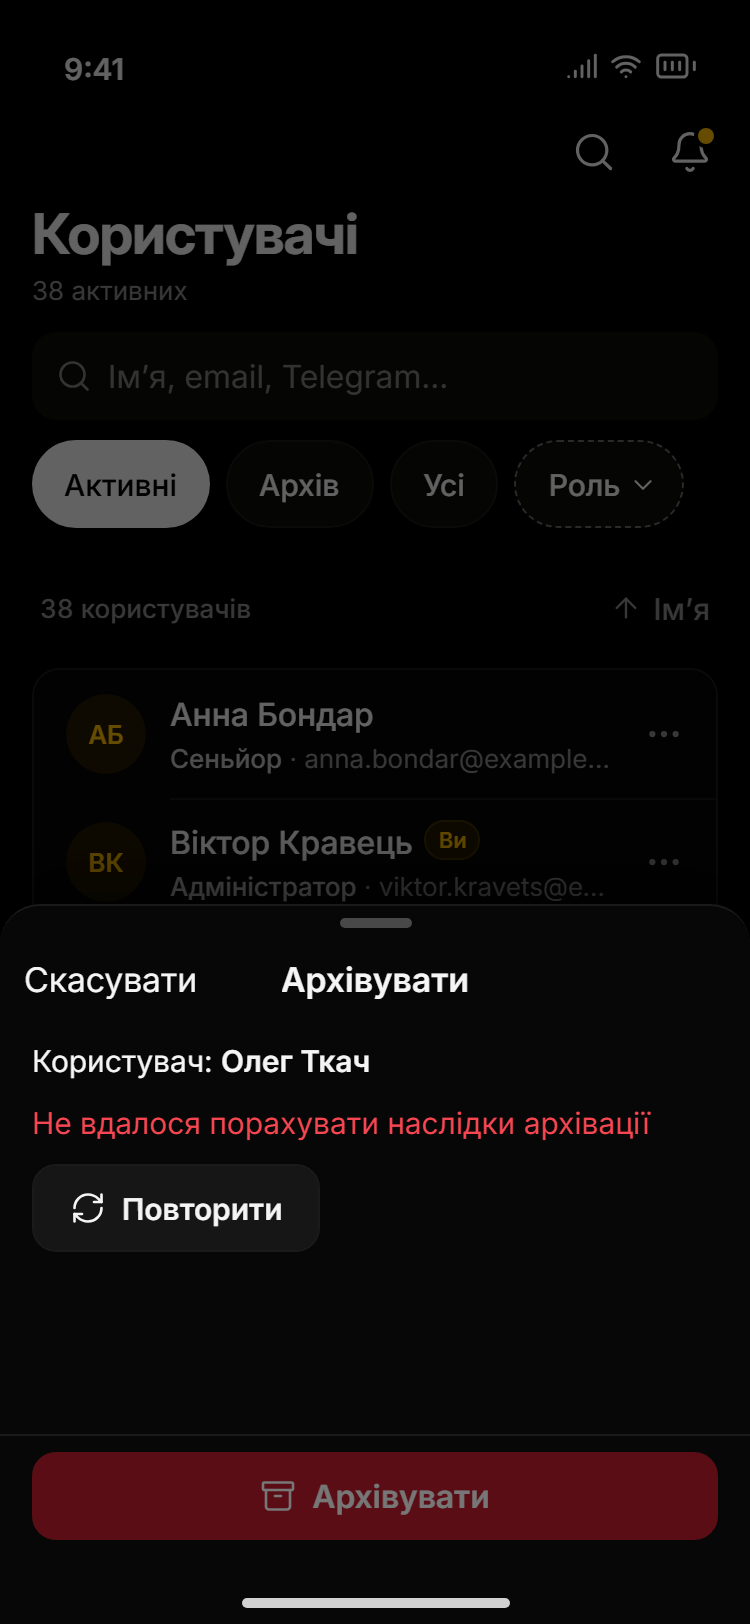 9:41
Користувачі
38 активних
Ім’я, email, Telegram...
Активні Архів Усі Роль
38 користувачів Ім’я
АБ Анна Бондар
Сеньйор · anna.bondar@example...
ВК Віктор Кравець Ви
Адміністратор · viktor.kravets@e...
Скасувати Архівувати
Користувач: Олег Ткач
Не вдалося порахувати наслідки архівації
Повторити
Архівувати